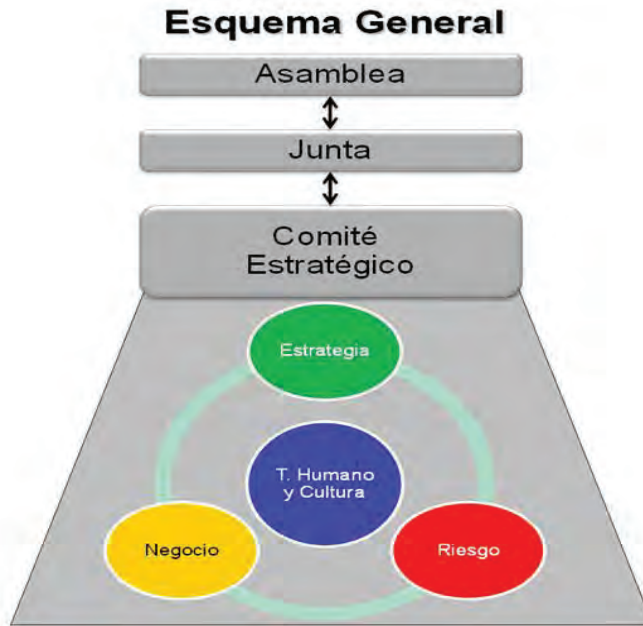 Esquema General
Asamblea
Junta
Comité
Estratégico
Estrategia
T. Humano
y Cultura
Negocio
Riesgo